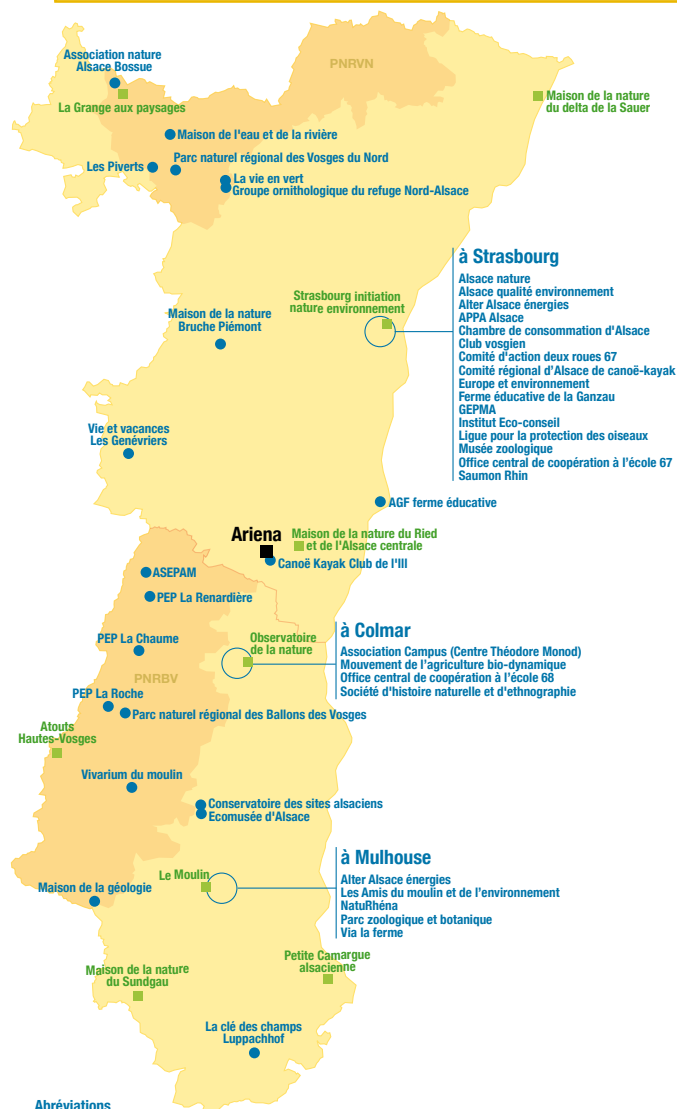 PNRVN
Association nature
Alsace Bossue
La Grange aux paysages
Maison de la nature
du delta de la Sauer
Maison de l'eau et de la rivière
Parc naturel régional des Vosges du Nord
Les Piverts
La vie en vert
Groupe ornithologique du refuge Nord-Alsace
à Strasbourg
Alsace nature
Alsace qualité environnement
Alter Alsace énergies
APPA Alsace
Chambre de consommation d'Alsace
Club vosgien
Comité d'action deux roues 67
Comité régional d'Alsace de canoë-kayak
Europe et environnement
Ferme éducative de la Ganzau
GEPMA
Institut Eco-conseil
Ligue pour la protection des oiseaux
Musée zoologique
Office central de coopération à l'école 67
Saumon Rhin
Strasbourg initiation
nature environnement
Maison de la nature
Bruche Piémont
Vie et vacances
Les Genévriers
AGF ferme éducative
Ariena
Maison de la nature du Ried
et de l'Alsace centrale
Canoë Kayak Club de l'Ill
ASEPAM
PEP La Renardière
PEP La Chaume
Observatoire
de la nature
à Colmar
Association Campus (Centre Théodore Monod)
Mouvement de l'agriculture bio-dynamique
Office central de coopération à l'école 68
Société d'histoire naturelle et d'ethnographie
PNRBV
PEP La Roche
Parc naturel régional des Ballons des Vosges
Atouts
Hautes-Vosges
Vivarium du moulin
Conservatoire des sites alsaciens
Ecomusée d'Alsace
à Mulhouse
Alter Alsace énergies
Les Amis du moulin et de l'environnement
NatuRhéna
Parc zoologique et botanique
Via la ferme
Le Moulin
Maison de la géologie
Petite Camargue
alsacienne
Maison de la nature
du Sundgau
La clé des champs
Luppachhof
Abréviations